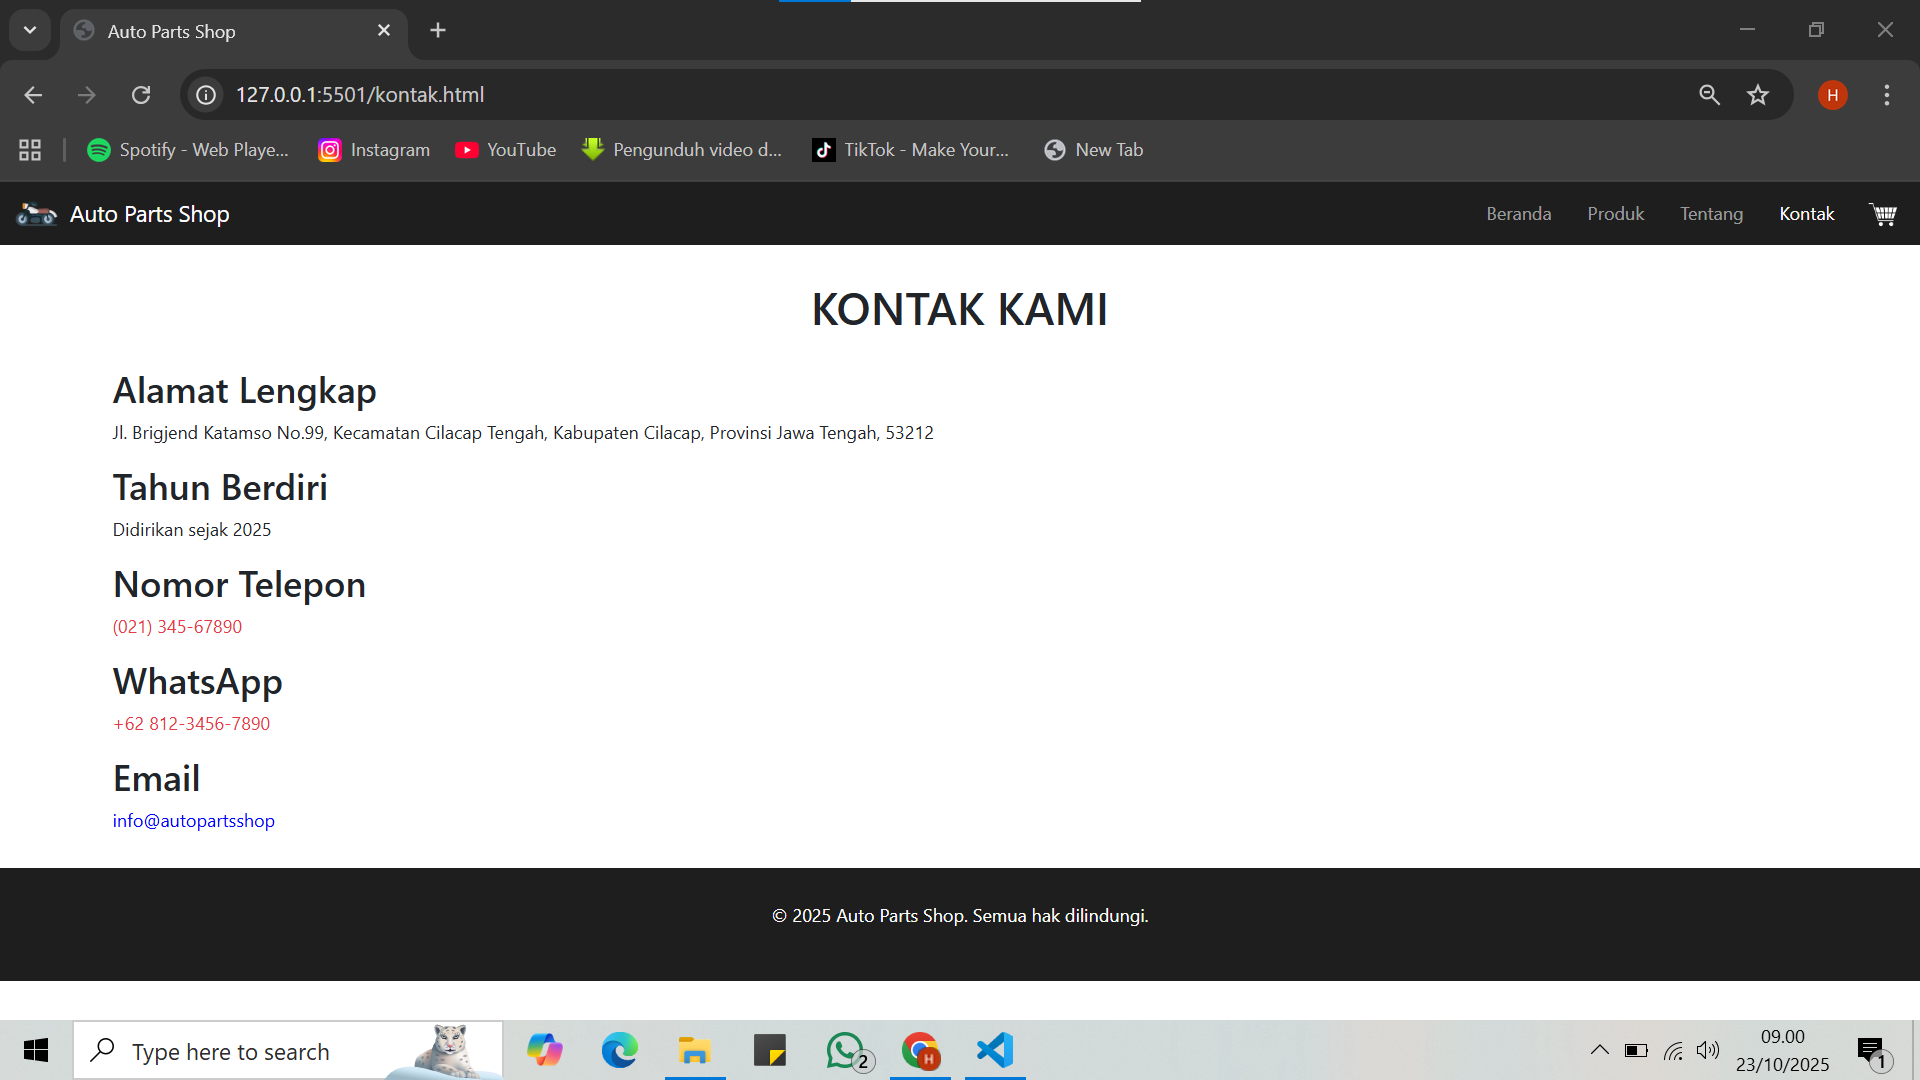 Auto Parts Shop
127.0.0.1:5501/kontak.html
H
Spotify - Web Playe...
Instagram
YouTube
Pengunduh video d...
TikTok - Make Your...
New Tab
Auto Parts Shop
Beranda
Produk
Tentang
Kontak
KONTAK KAMI
Alamat Lengkap
Jl. Brigjend Katamso No.99, Kecamatan Cilacap Tengah, Kabupaten Cilacap, Provinsi Jawa Tengah, 53212
Tahun Berdiri
Didirikan sejak 2025
Nomor Telepon
(021) 345-67890
WhatsApp
+62 812-3456-7890
Email
info@autopartsshop
© 2025 Auto Parts Shop. Semua hak dilindungi.
Type here to search
2
H
09.00
23/10/2025
1